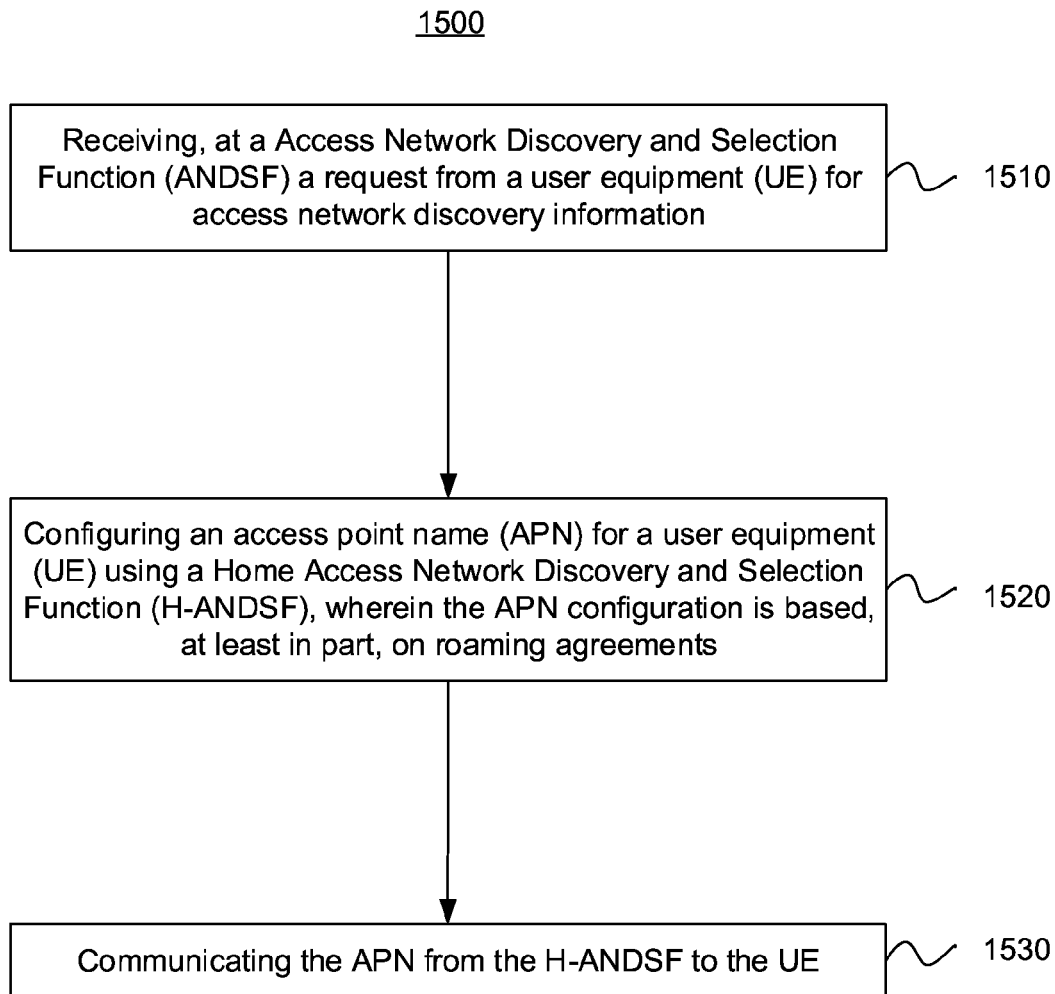 1500
Receiving, at a Access Network Discovery and Selection
Function (ANDSF) a request from a user equipment (UE) for
access network discovery information
1510
Configuring an access point name (APN) for a user equipment
(UE) using a Home Access Network Discovery and Selection
Function (H-ANDSF), wherein the APN configuration is based,
at least in part, on roaming agreements
1520
Communicating the APN from the H-ANDSF to the UE
1530